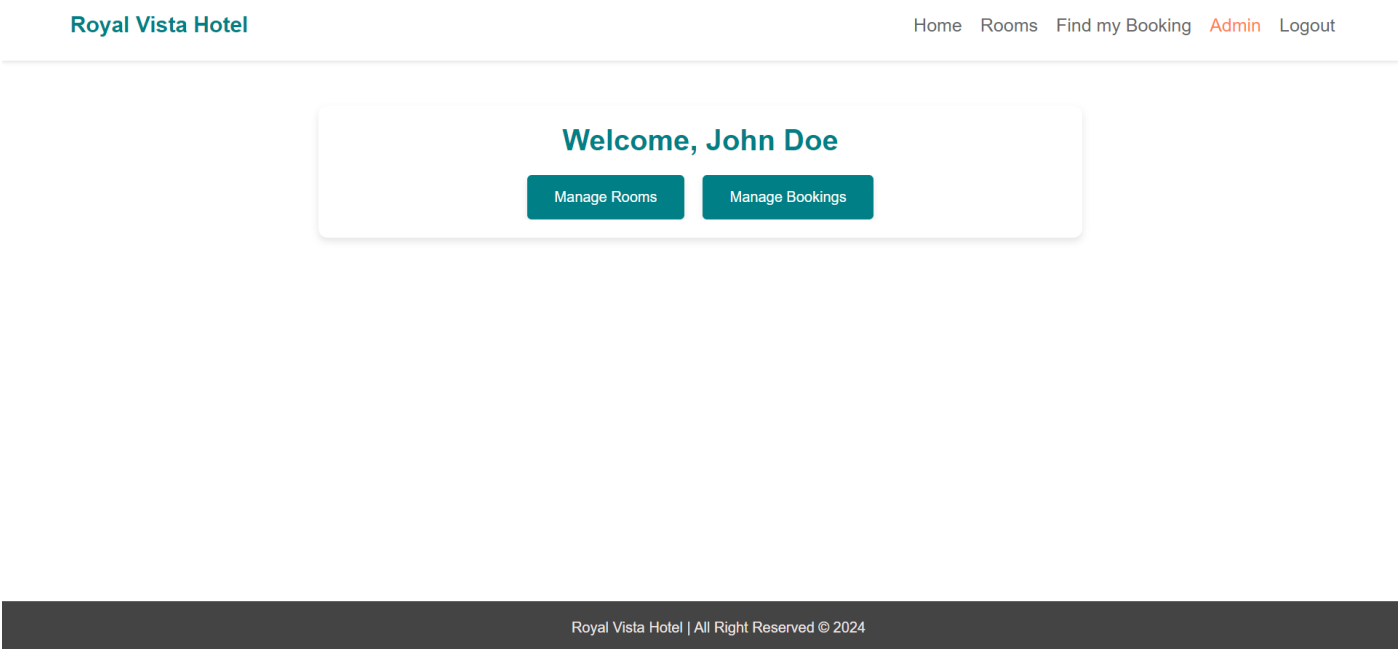 Royal Vista Hotel
Home Rooms Find my Booking Admin Logout
Welcome, John Doe
Manage Rooms Manage Bookings
Royal Vista Hotel | All Right Reserved © 2024